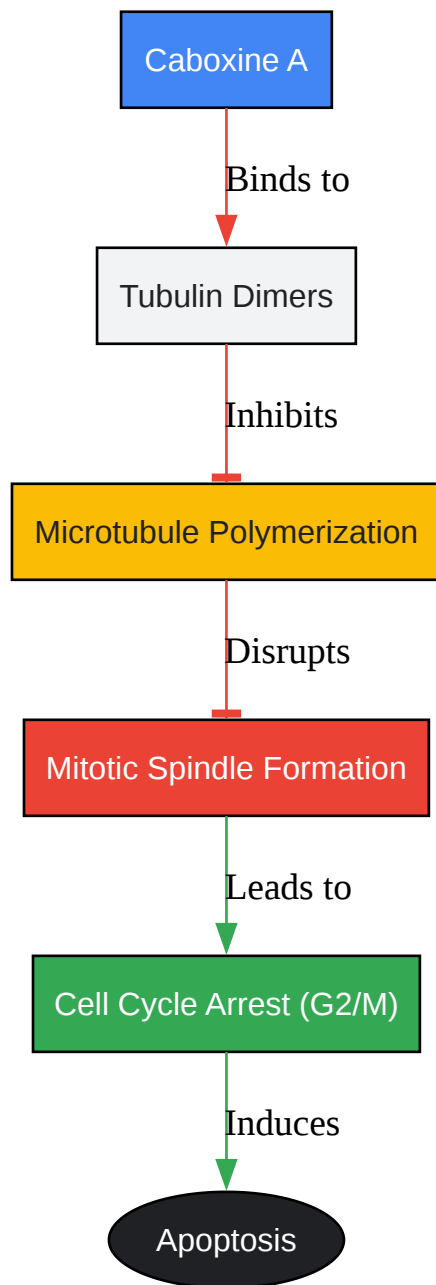 Caboxine A
Binds to
Tubulin Dimers
Inhibits
Microtubule Polymerization
Disrupts
Mitotic Spindle Formation
Leads to
Cell Cycle Arrest (G2/M)
Induces
Apoptosis